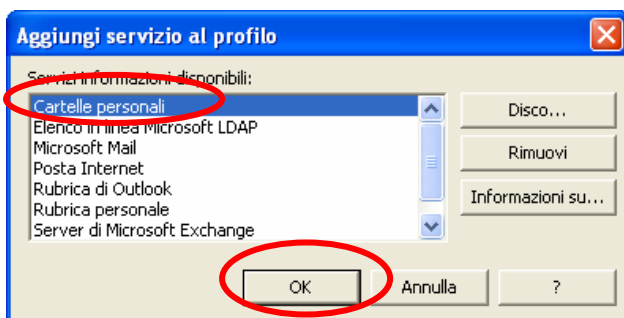 Aggiungi servizio al profilo
Servizi informazioni disponibili:
Cartelle personali
Elenco in linea Microsoft LDAP
Microsoft Mail
Posta Internet
Rubrica di Outlook
Rubrica personale
Server di Microsoft Exchange
Disco...
Rimuovi
Informazioni su...
OK
Annulla
?